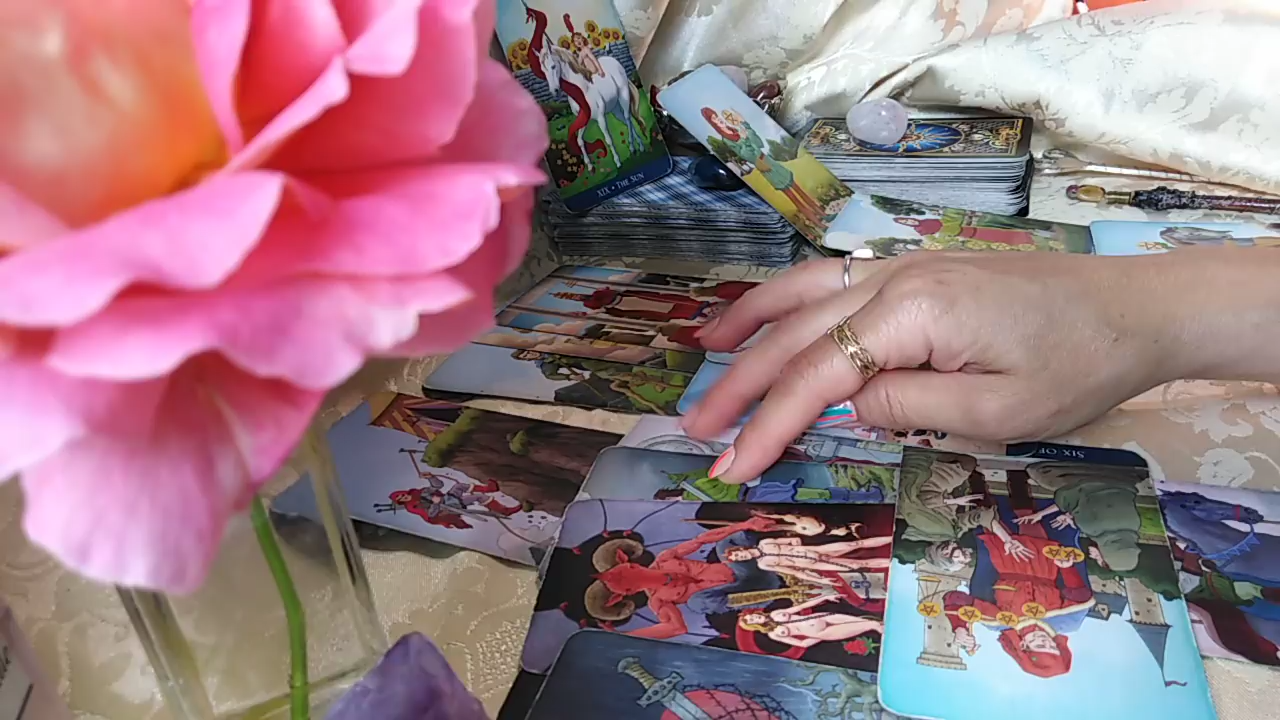 XIX • THE SUN
SIX OF